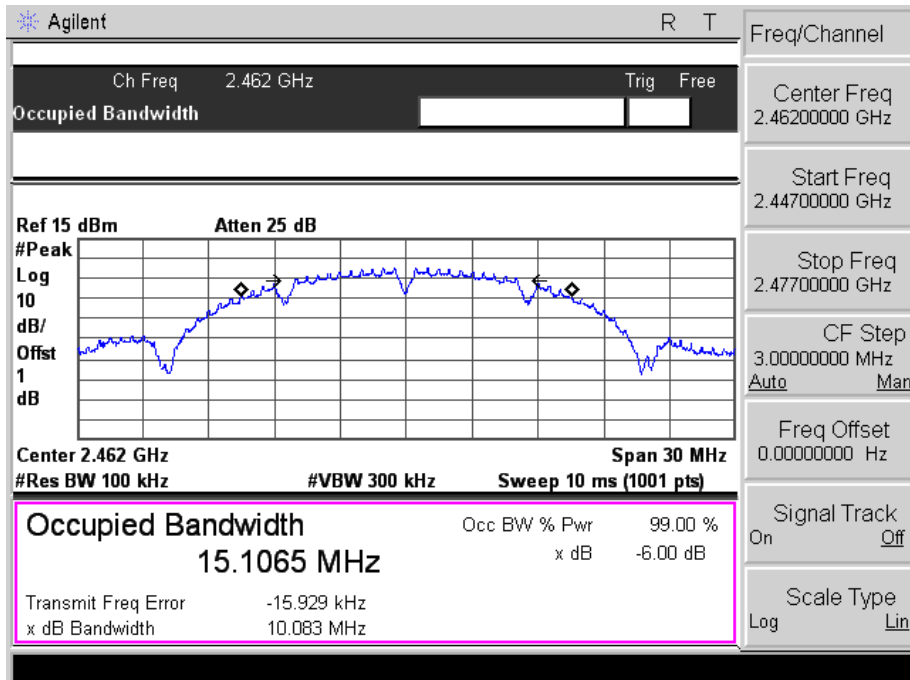 Agilent R T
Ch Freq 2.462 GHz Trig Free
Occupied Bandwidth
Ref 15 dBm Atten 25 dB
#Peak
Log
10
dB/
Offst
1
dB
Center 2.462 GHz Span 30 MHz
#Res BW 100 kHz #VBW 300 kHz Sweep 10 ms (1001 pts)
Occupied Bandwidth
15.1065 MHz
Occ BW % Pwr 99.00 %
x dB -6.00 dB
Transmit Freq Error -15.929 kHz
x dB Bandwidth 10.083 MHz
Freq/Channel
Center Freq
2.46200000 GHz
Start Freq
2.44700000 GHz
Stop Freq
2.47700000 GHz
CF Step
3.00000000 MHz
Auto Man
Freq Offset
0.00000000 Hz
Signal Track
On Off
Scale Type
Log Lin